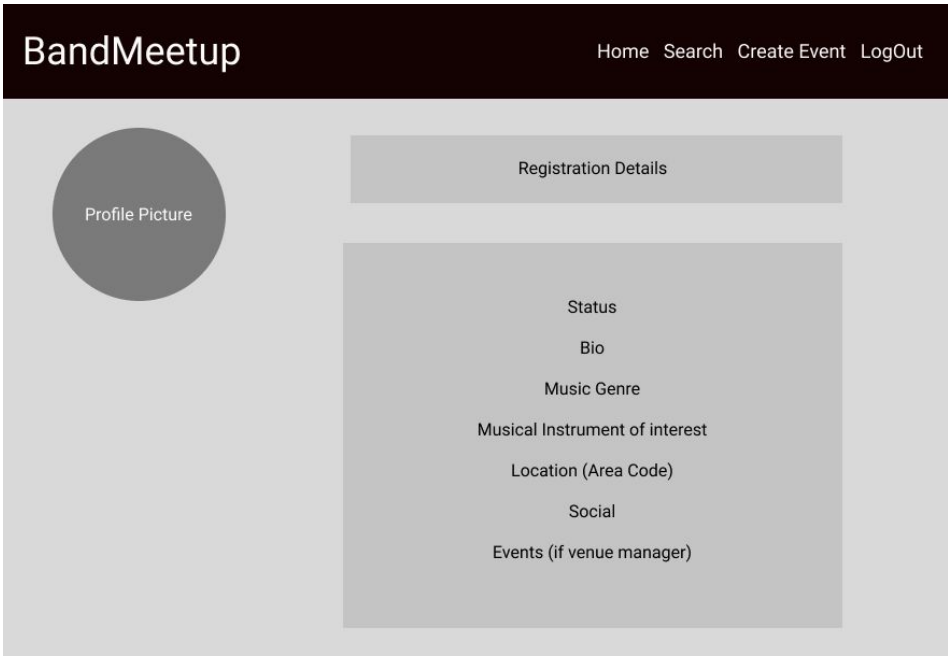 BandMeetup
Home Search Create Event LogOut
Profile Picture
Registration Details
Status
Bio
Music Genre
Musical Instrument of interest
Location (Area Code)
Social
Events (if venue manager)